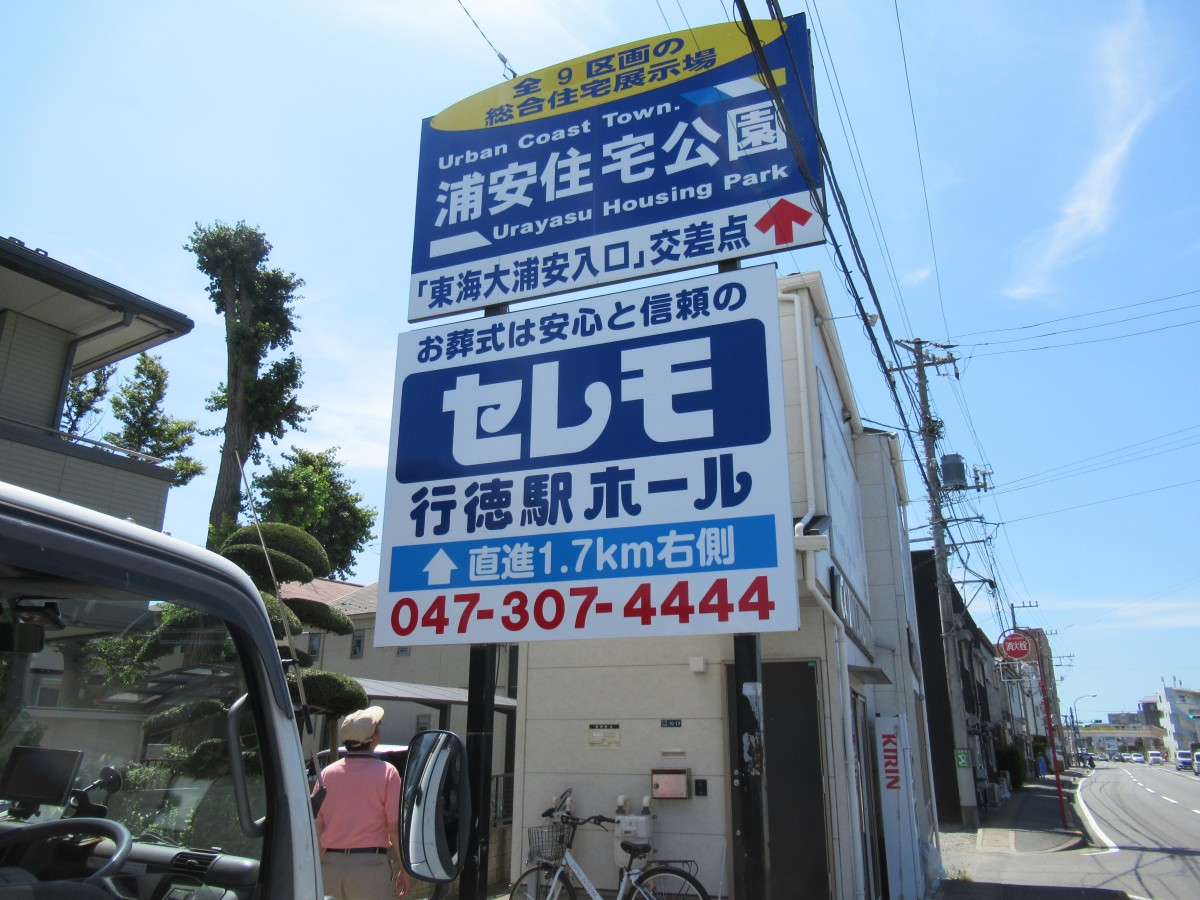 全9区画の
総合住宅展示場
Urban Coast Town.
浦安住宅公園
Urayasu Housing Park
「東海大浦安入口」交差点
お葬式は安心と信頼の
セレモ
行徳駅ホール
直進1.7km右側
047-307-4444
消火栓
KIRIN